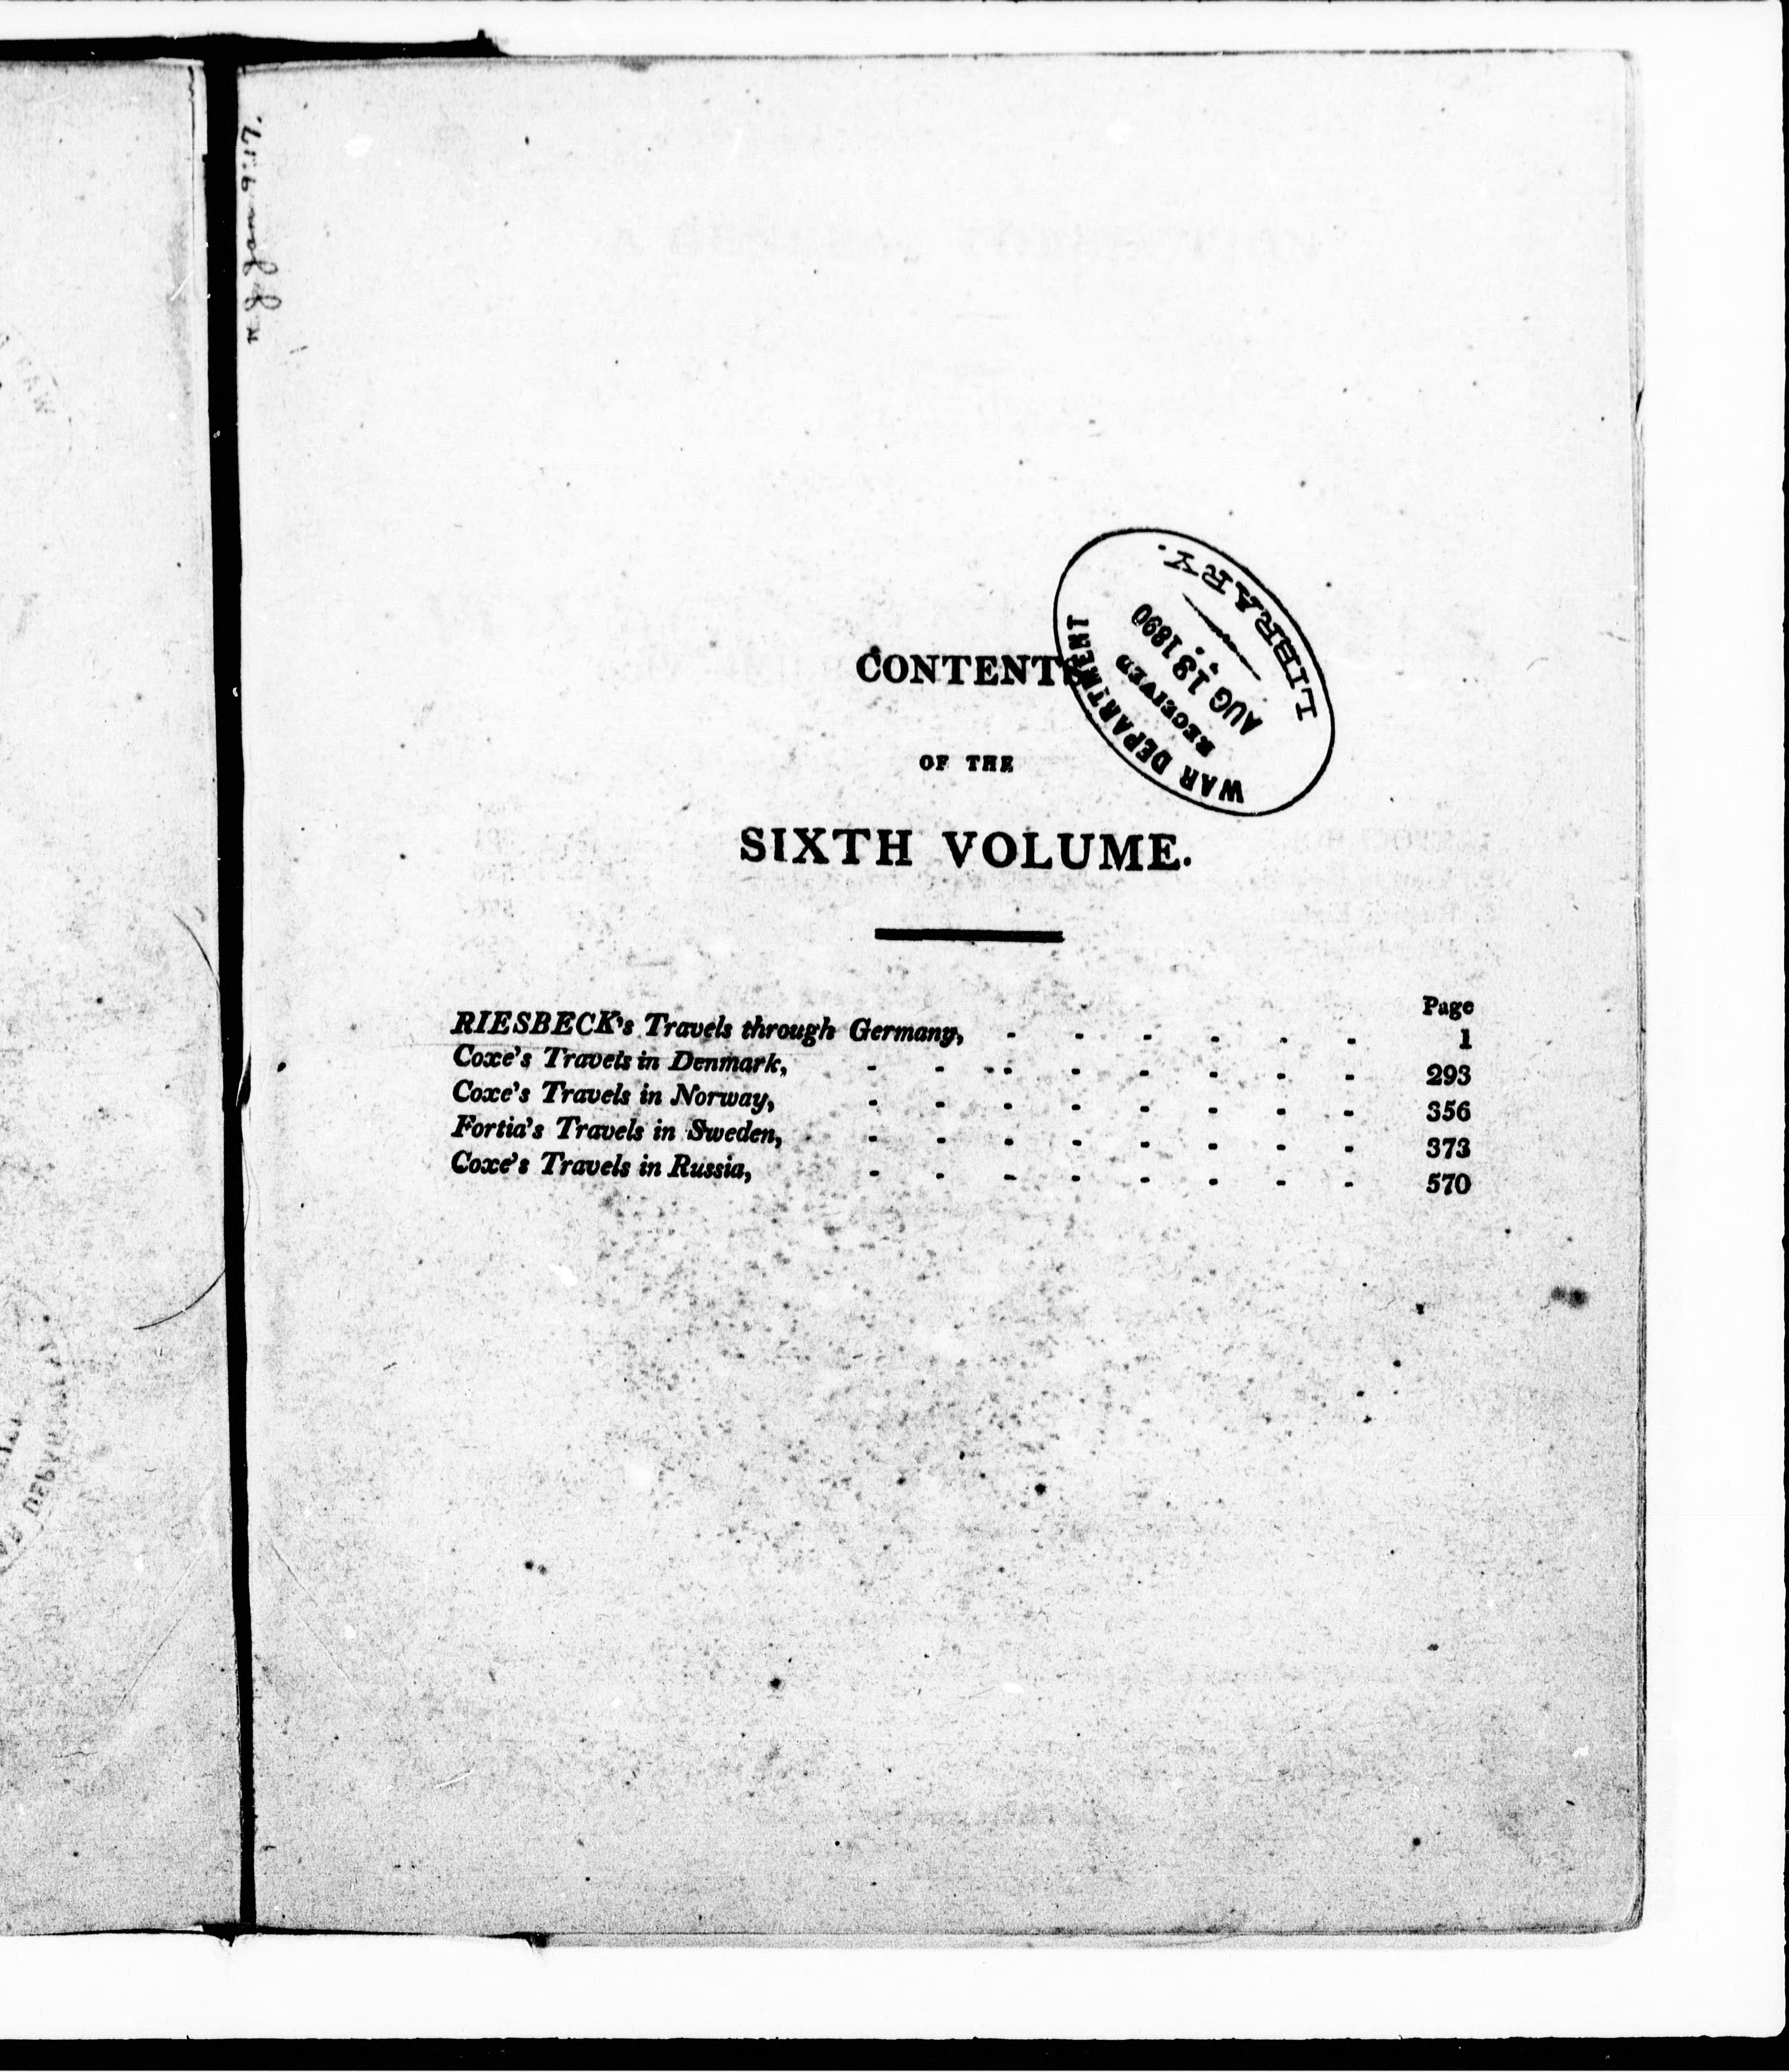 CONTENTS
OF THE
SIXTH VOLUME.
Page
RIESBECK's Travels through Germany, - - - - - - 1
Coxe's Travels in Denmark, - - - - - - - - 293
Coxe's Travels in Norway, - - - - - - - - 356
Fortia's Travels in Sweden, - - - - - - - - 373
Coxe's Travels in Russia, - - - - - - - - 570
WAR DEPARTMENT
RECEIVED
AUG 13 1890
LIBRARY.